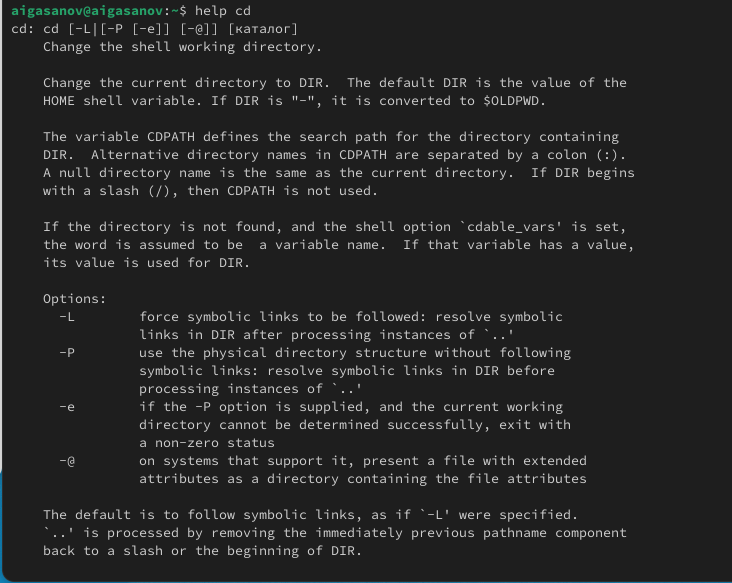 aigasanov@aigasanov:~$ help cd
cd: cd [-L|[-P [-e]] [-@]] [каталог]
    Change the shell working directory.

    Change the current directory to DIR.  The default DIR is the value of the
    HOME shell variable. If DIR is "-", it is converted to $OLDPWD.

    The variable CDPATH defines the search path for the directory containing
    DIR.  Alternative directory names in CDPATH are separated by a colon (:).
    A null directory name is the same as the current directory.  If DIR begins
    with a slash (/), then CDPATH is not used.

    If the directory is not found, and the shell option `cdable_vars' is set,
    the word is assumed to be  a variable name.  If that variable has a value,
    its value is used for DIR.

    Options:
      -L        force symbolic links to be followed: resolve symbolic
                links in DIR after processing instances of `..'
      -P        use the physical directory structure without following
                symbolic links: resolve symbolic links in DIR before
                processing instances of `..'
      -e        if the -P option is supplied, and the current working
                directory cannot be determined successfully, exit with
                a non-zero status
      -@        on systems that support it, present a file with extended
                attributes as a directory containing the file attributes

    The default is to follow symbolic links, as if `-L' were specified.
    `..' is processed by removing the immediately previous pathname component
    back to a slash or the beginning of DIR.